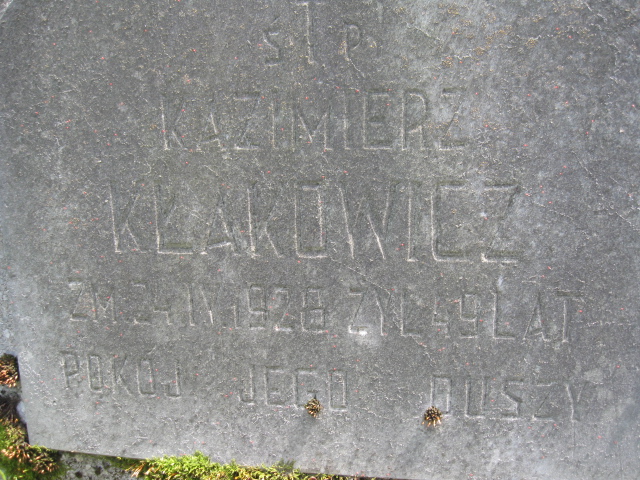 Ś. P.
KAZIMIERZ
KŁAKOWICZ
ZM 24 IV 1928 ŻYŁ 49 LAT
POKÓJ JEGO DUSZY